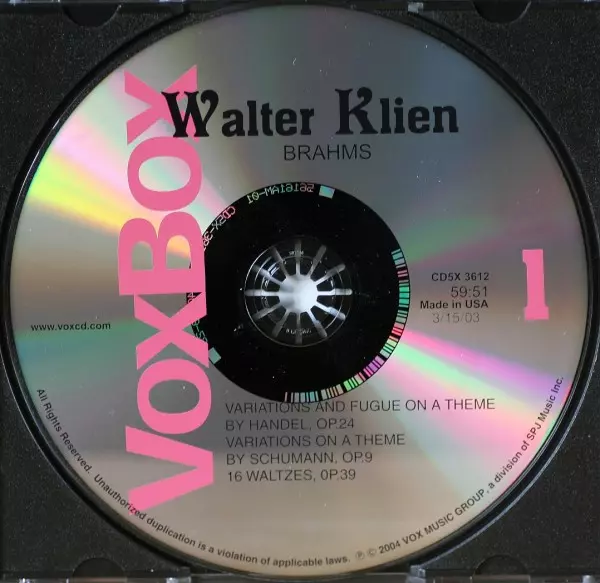 VOXBOX
Walter Klien
BRAHMS
1
CD5X 3612
59:51
Made in USA
3/15/03
www.voxcd.com
VARIATIONS AND FUGUE ON A THEME
BY HANDEL, OP.24
VARIATIONS ON A THEME
BY SCHUMANN, OP.9
16 WALTZES, OP.39
All Rights Reserved. Unauthorized duplication is a violation of applicable laws. ℗ © 2004 VOX MUSIC GROUP, a division of SPJ Music Inc.